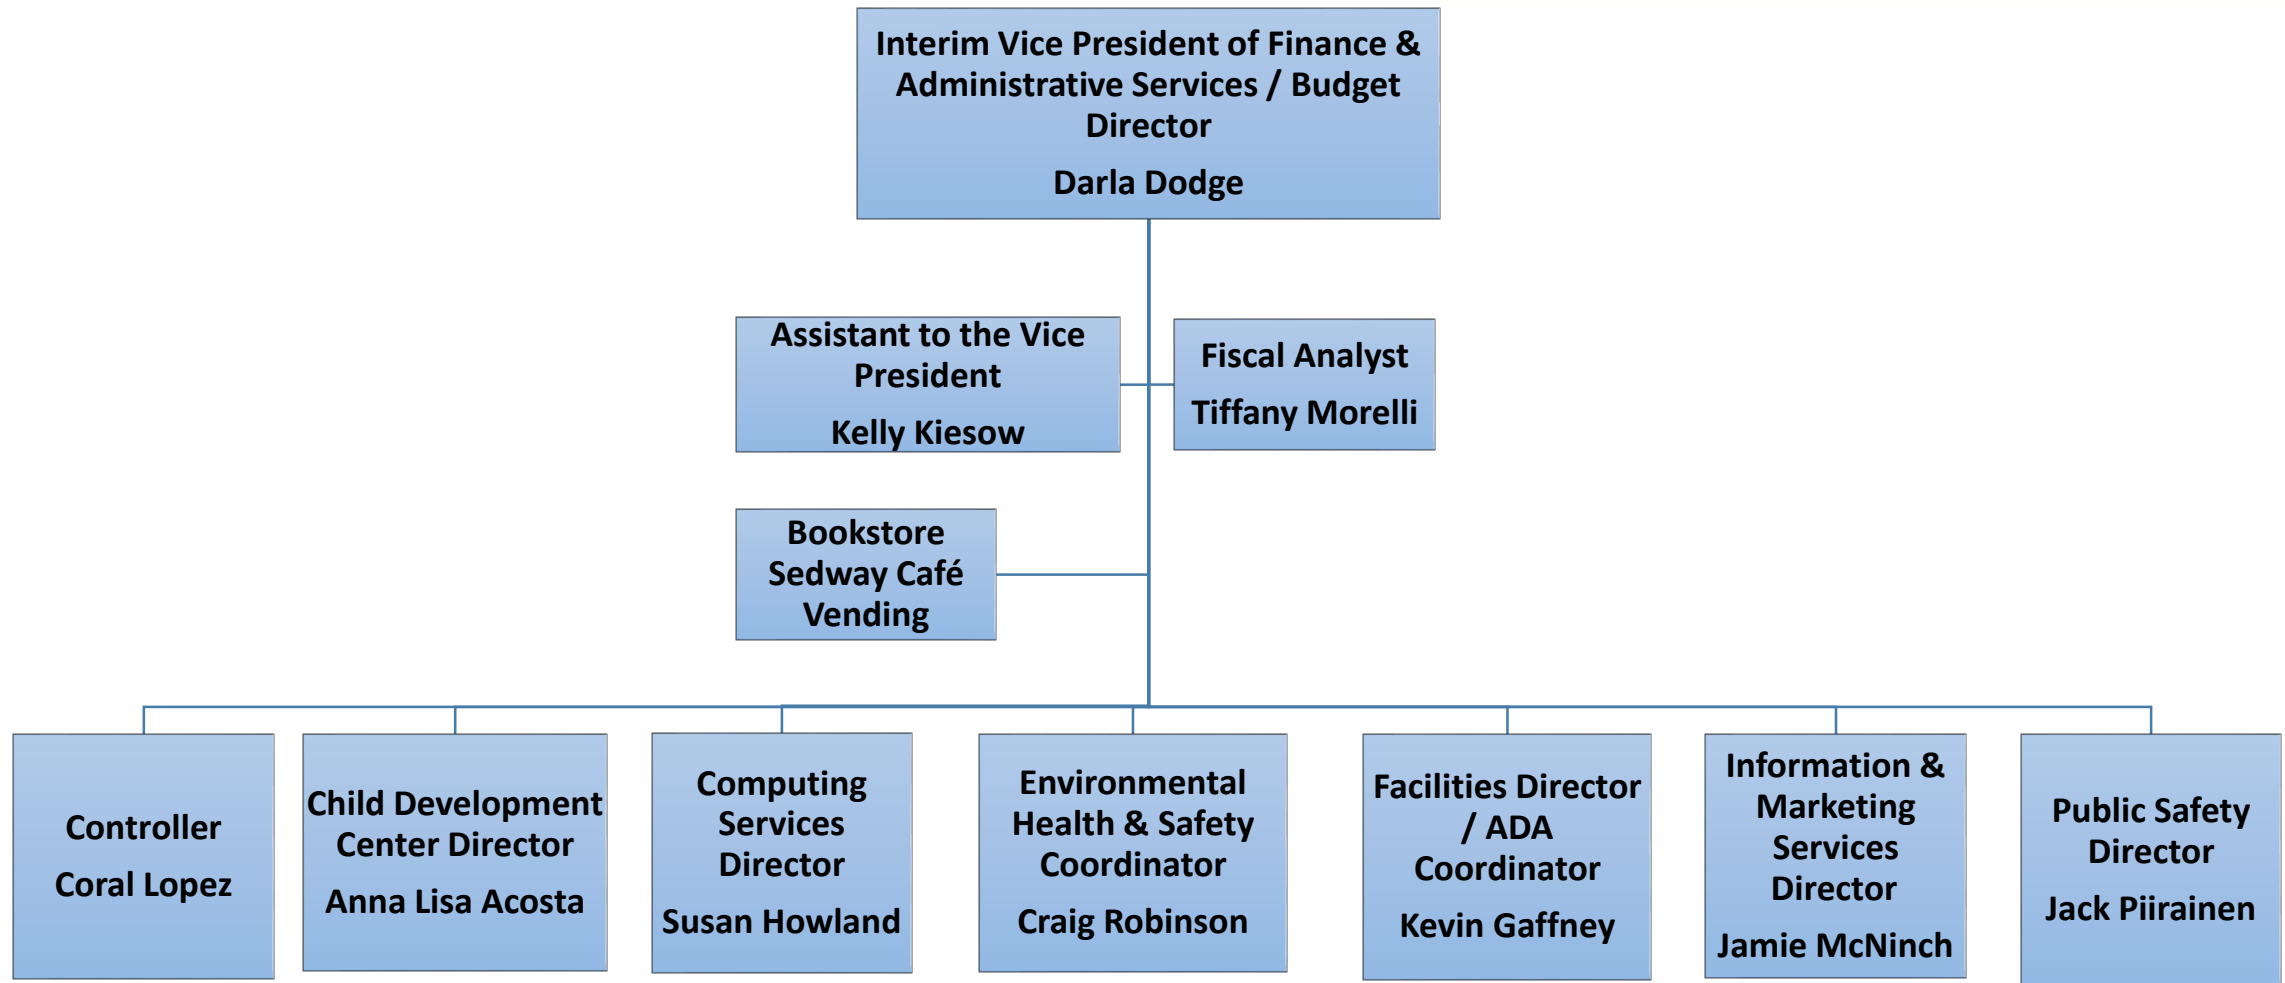 Interim Vice President of Finance &
Administrative Services / Budget
Director
Darla Dodge
Assistant to the Vice
President
Kelly Kiesow
Fiscal Analyst
Tiffany Morelli
Bookstore
Sedway Café
Vending
Controller
Coral Lopez
Child Development
Center Director
Anna Lisa Acosta
Computing
Services
Director
Susan Howland
Environmental
Health & Safety
Coordinator
Craig Robinson
Facilities Director
/ ADA
Coordinator
Kevin Gaffney
Information &
Marketing
Services
Director
Jamie McNinch
Public Safety
Director
Jack Piirainen